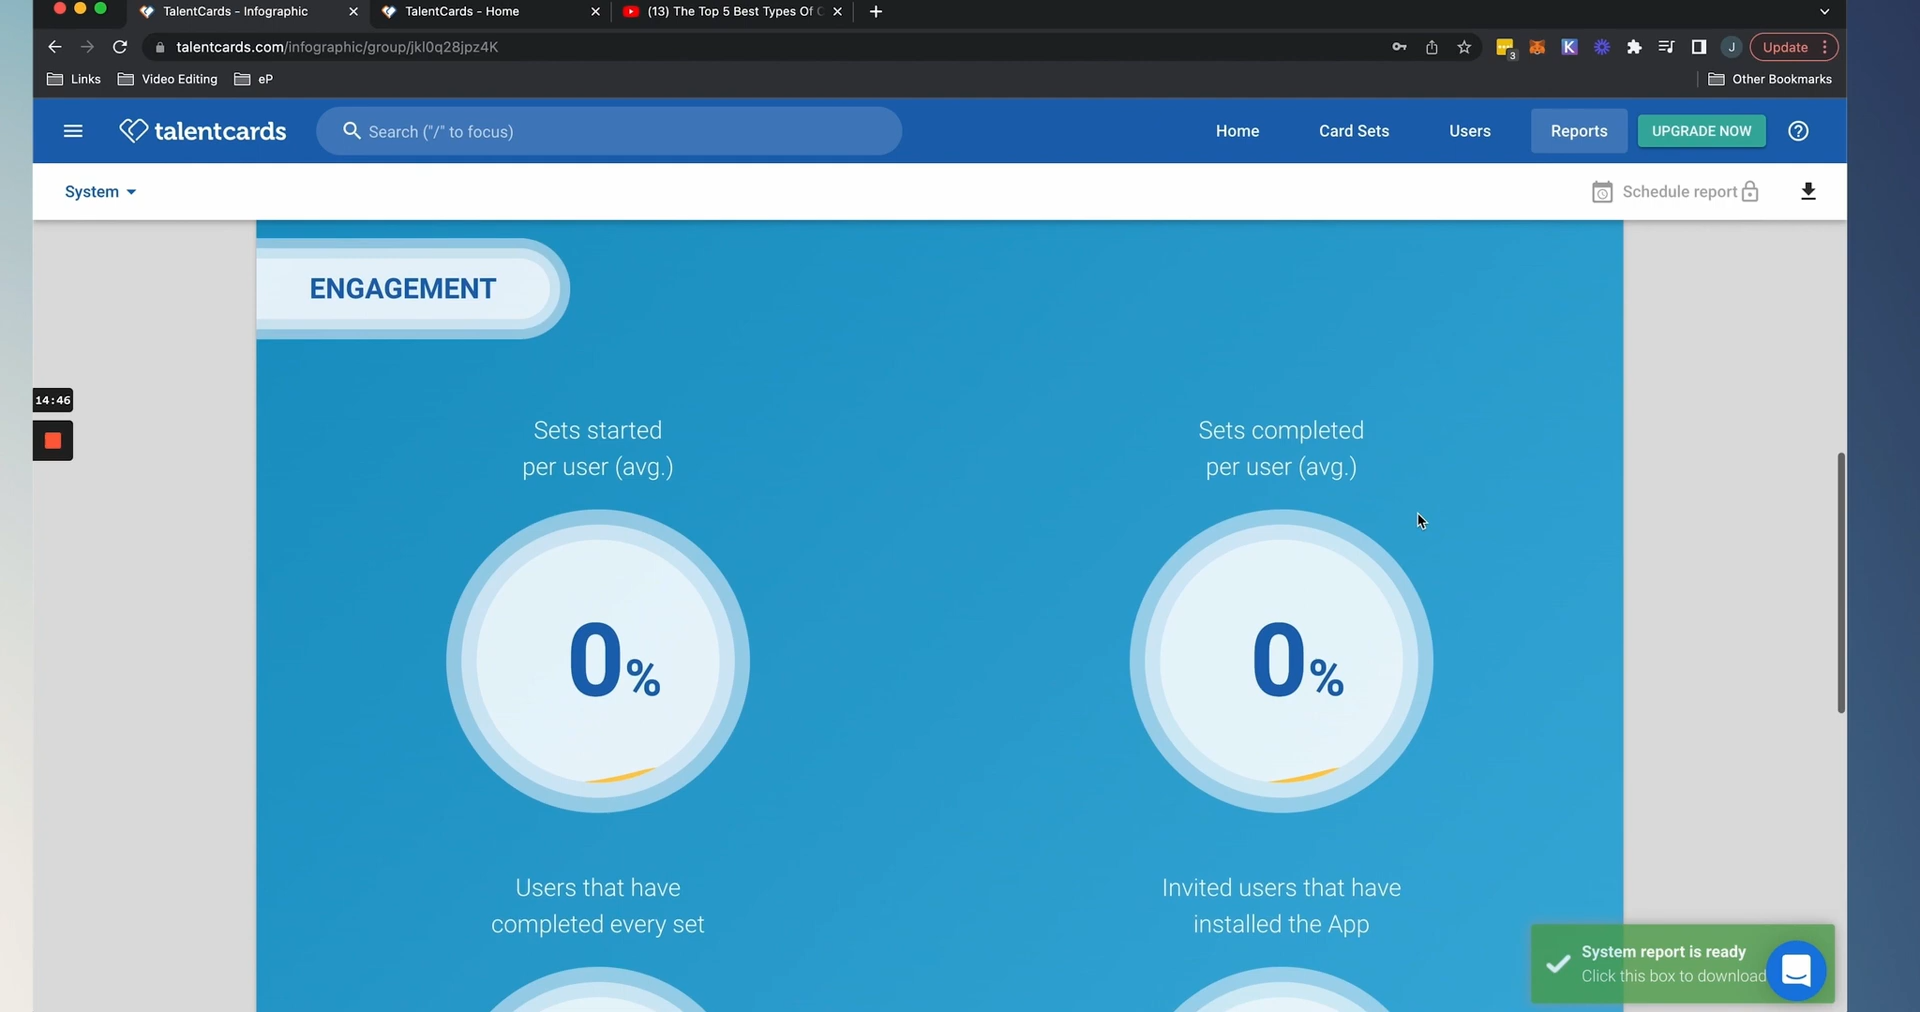 TalentCards - Infographic
TalentCards - Home
(13) The Top 5 Best Types Of
talentcards.com/infographic/group/jkl0q28jpz4K
3
K
J
Update
Links
Video Editing
eP
Other Bookmarks
talentcards
Search ("/" to focus)
Home
Card Sets
Users
Reports
UPGRADE NOW
?
System
Schedule report
ENGAGEMENT
14:46
Sets started
per user (avg.)
Sets completed
per user (avg.)
0%
0%
Users that have
completed every set
Invited users that have
installed the App
System report is ready
Click this box to download